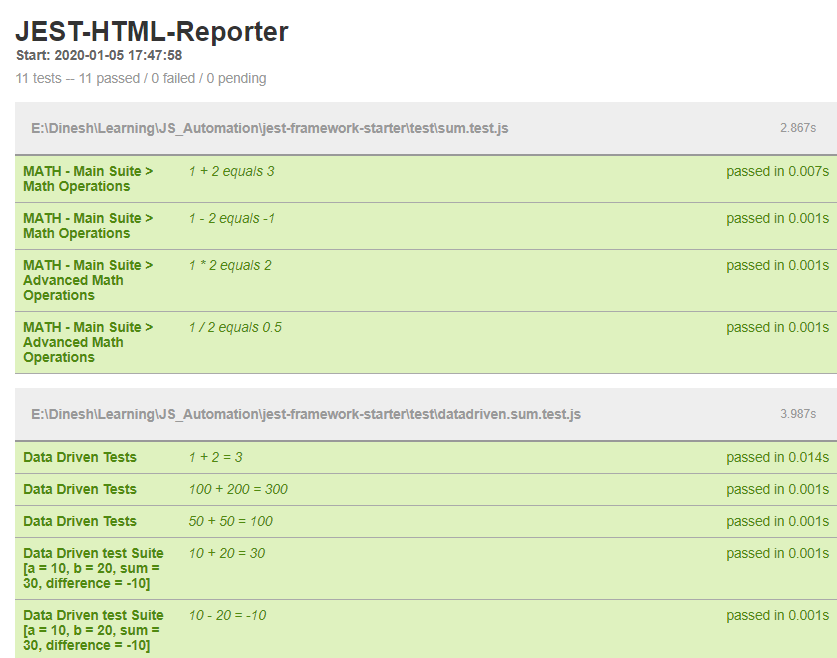 JEST-HTML-Reporter
Start: 2020-01-05 17:47:58
11 tests -- 11 passed / 0 failed / 0 pending
E:\Dinesh\Learning\JS_Automation\jest-framework-starter\test\sum.test.js 2.867s
MATH - Main Suite > 1 + 2 equals 3 passed in 0.007s
Math Operations
MATH - Main Suite > 1 - 2 equals -1 passed in 0.001s
Math Operations
MATH - Main Suite > 1 * 2 equals 2 passed in 0.001s
Advanced Math
Operations
MATH - Main Suite > 1 / 2 equals 0.5 passed in 0.001s
Advanced Math
Operations
E:\Dinesh\Learning\JS_Automation\jest-framework-starter\test\datadriven.sum.test.js 3.987s
Data Driven Tests 1 + 2 = 3 passed in 0.014s
Data Driven Tests 100 + 200 = 300 passed in 0.001s
Data Driven Tests 50 + 50 = 100 passed in 0.001s
Data Driven test Suite 10 + 20 = 30 passed in 0.001s
[a = 10, b = 20, sum =
30, difference = -10]
Data Driven test Suite 10 - 20 = -10 passed in 0.001s
[a = 10, b = 20, sum =
30, difference = -10]